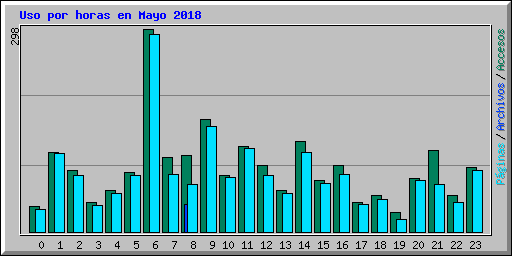 Uso por horas en Mayo 2018
298
Páginas / Archivos / Accesos
0 1 2 3 4 5 6 7 8 9 10 11 12 13 14 15 16 17 18 19 20 21 22 23